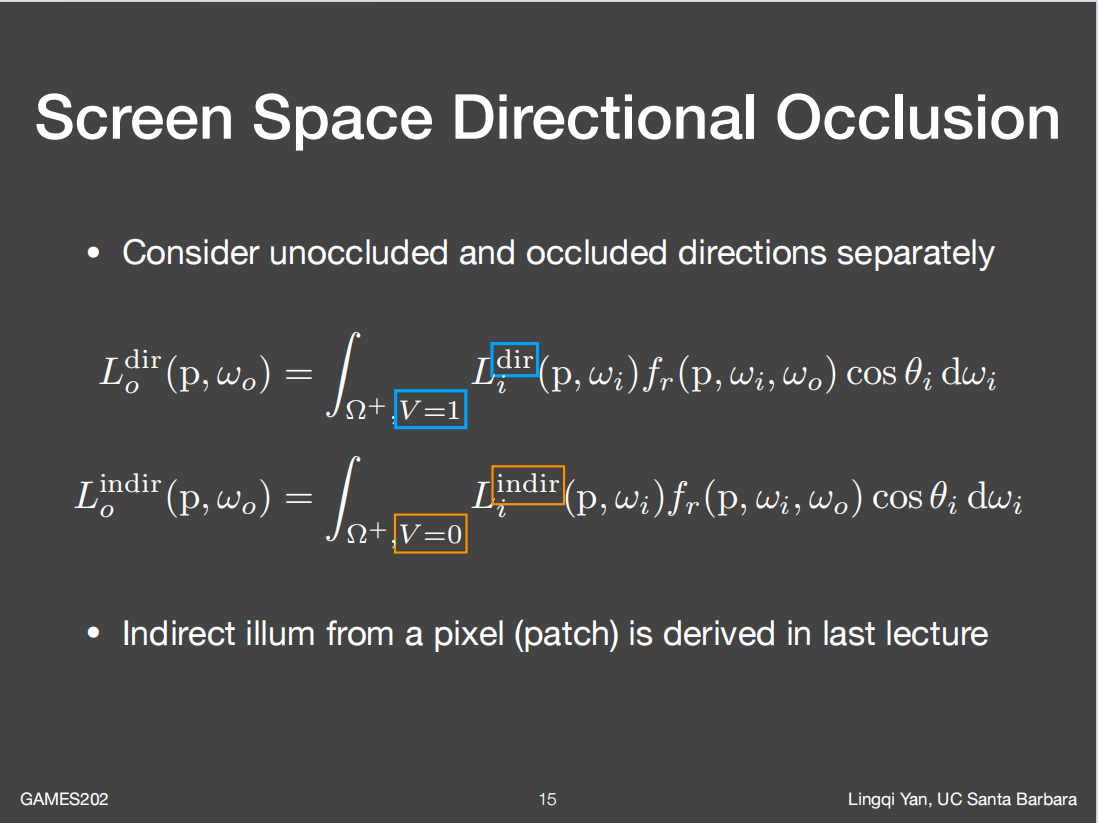 Screen Space Directional Occlusion
• Consider unoccluded and occluded directions separately
$L_o^{\mathrm{dir}}(\mathrm{p}, \omega_o) = \int_{\Omega^+, V=1} L_i^{\mathrm{dir}}(\mathrm{p}, \omega_i) f_r(\mathrm{p}, \omega_i, \omega_o) \cos\theta_i \, \mathrm{d}\omega_i$
$L_o^{\mathrm{indir}}(\mathrm{p}, \omega_o) = \int_{\Omega^+, V=0} L_i^{\mathrm{indir}}(\mathrm{p}, \omega_i) f_r(\mathrm{p}, \omega_i, \omega_o) \cos\theta_i \, \mathrm{d}\omega_i$
• Indirect illum from a pixel (patch) is derived in last lecture
GAMES202 15 Lingqi Yan, UC Santa Barbara